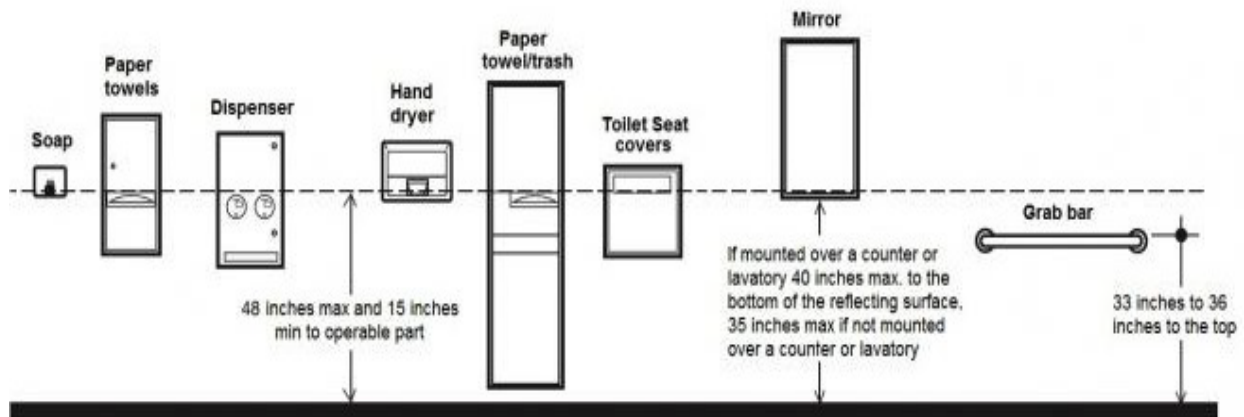 Soap
Paper
towels
Dispenser
Hand
dryer
Paper
towel/trash
Toilet Seat
covers
Mirror
Grab bar
48 inches max and 15 inches
min to operable part
If mounted over a counter or
lavatory 40 inches max. to the
bottom of the reflecting surface,
35 inches max if not mounted
over a counter or lavatory
33 inches to 36
inches to the top